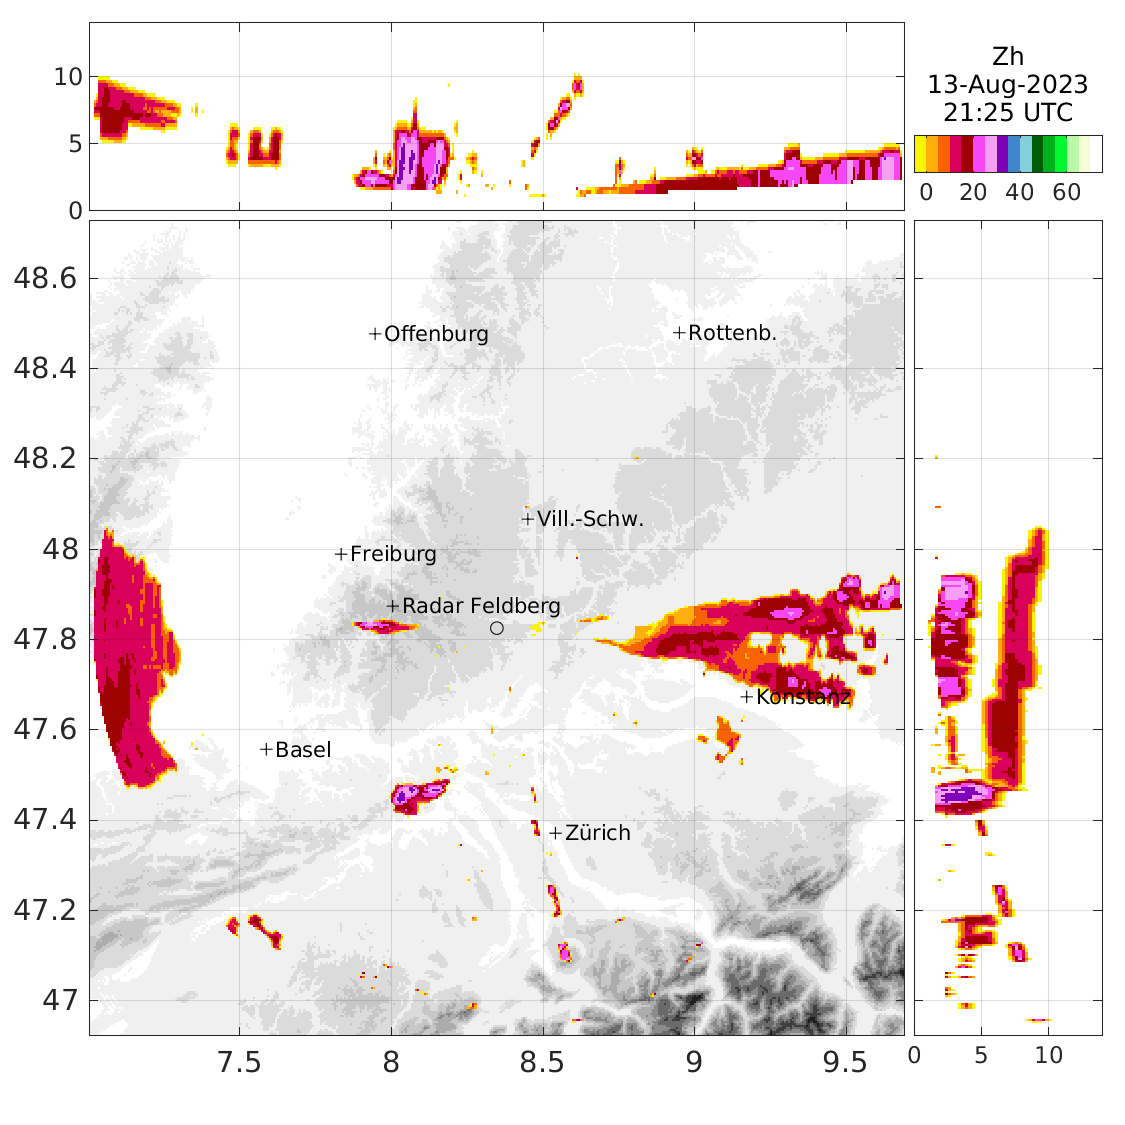 10
5
0
Zh
13-Aug-2023
21:25 UTC
0 20 40 60
48.6
48.4
48.2
48
47.8
47.6
47.4
47.2
47
Offenburg
Rottenb.
Vill.-Schw.
Freiburg
Radar Feldberg
Konstanz
Basel
Zürich
7.5 8 8.5 9 9.5
0 5 10